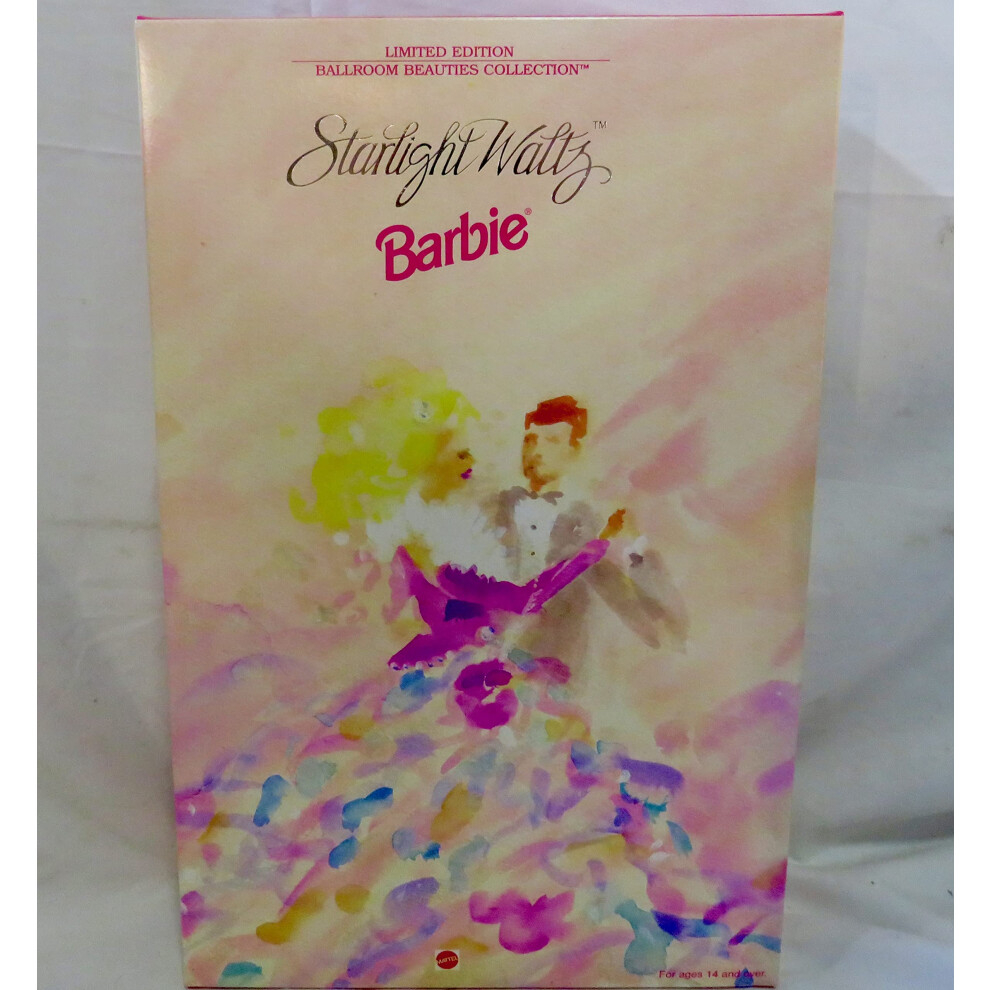 LIMITED EDITION
BALLROOM BEAUTIES COLLECTION™
Starlight Waltz™
Barbie®
MATTEL
For ages 14 and over.